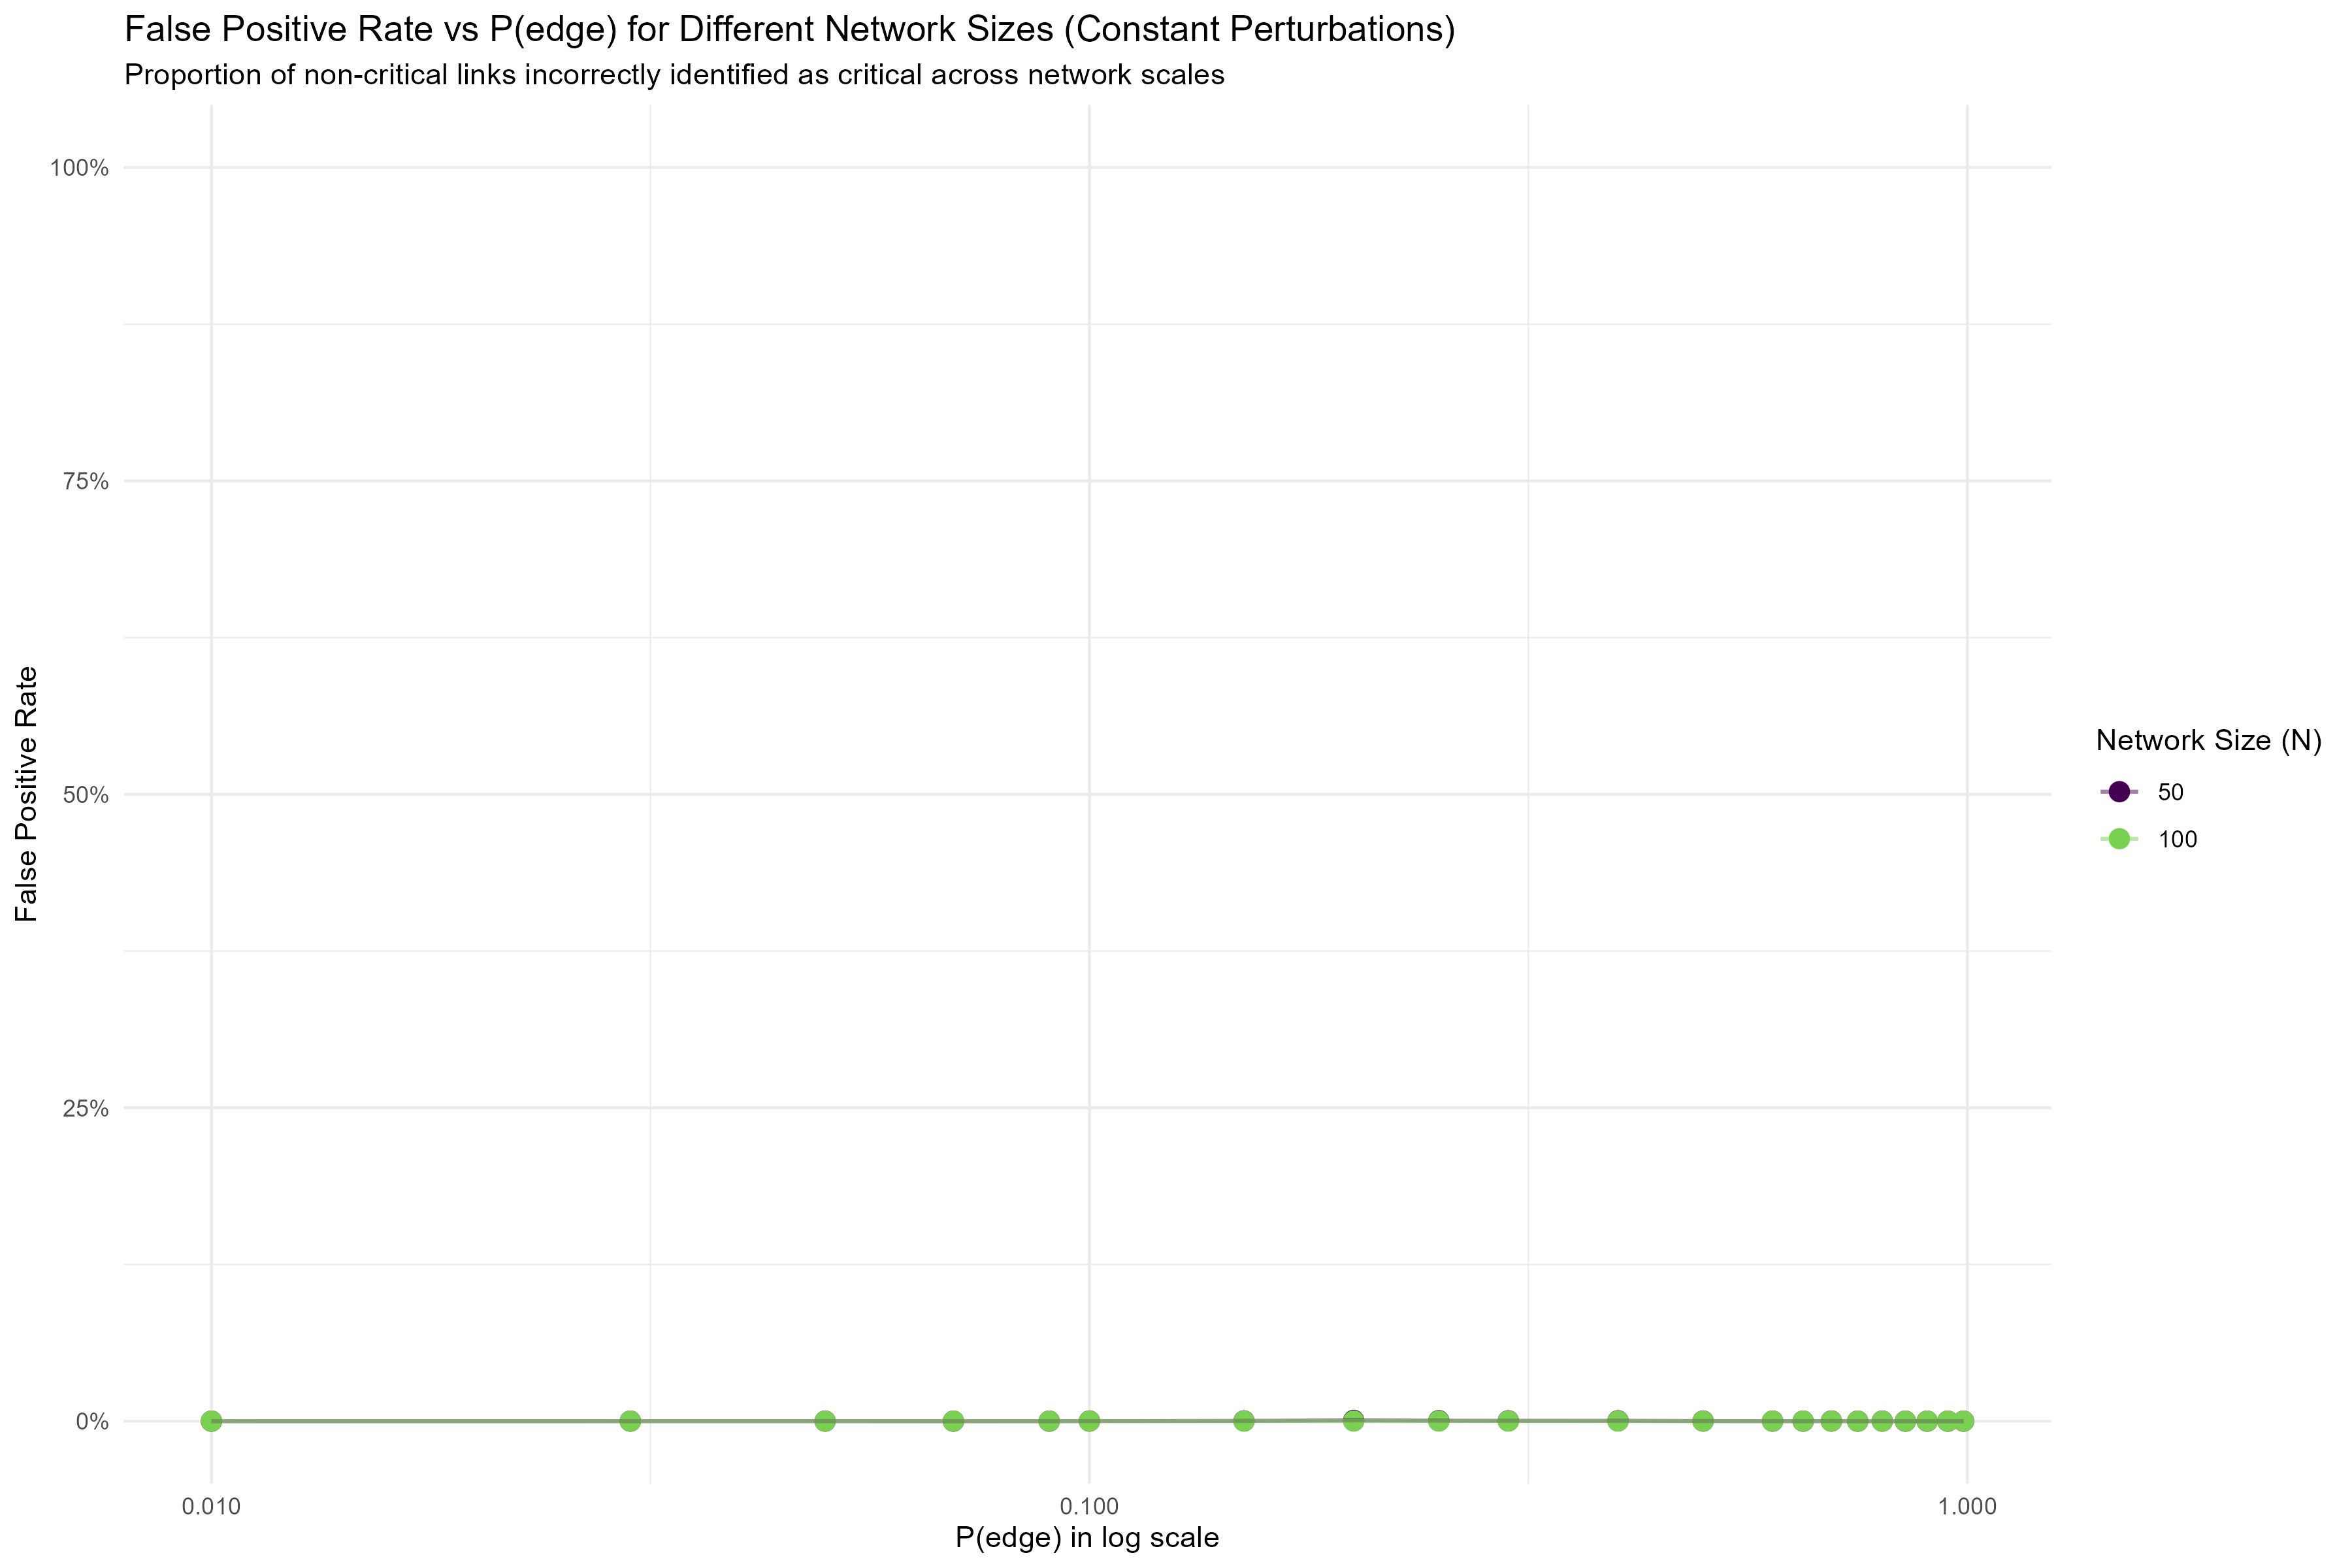 False Positive Rate vs P(edge) for Different Network Sizes (Constant Perturbations)
Proportion of non-critical links incorrectly identified as critical across network scales
100%
75%
50%
25%
0%
False Positive Rate
0.010
0.100
1.000
P(edge) in log scale
Network Size (N)
50
100